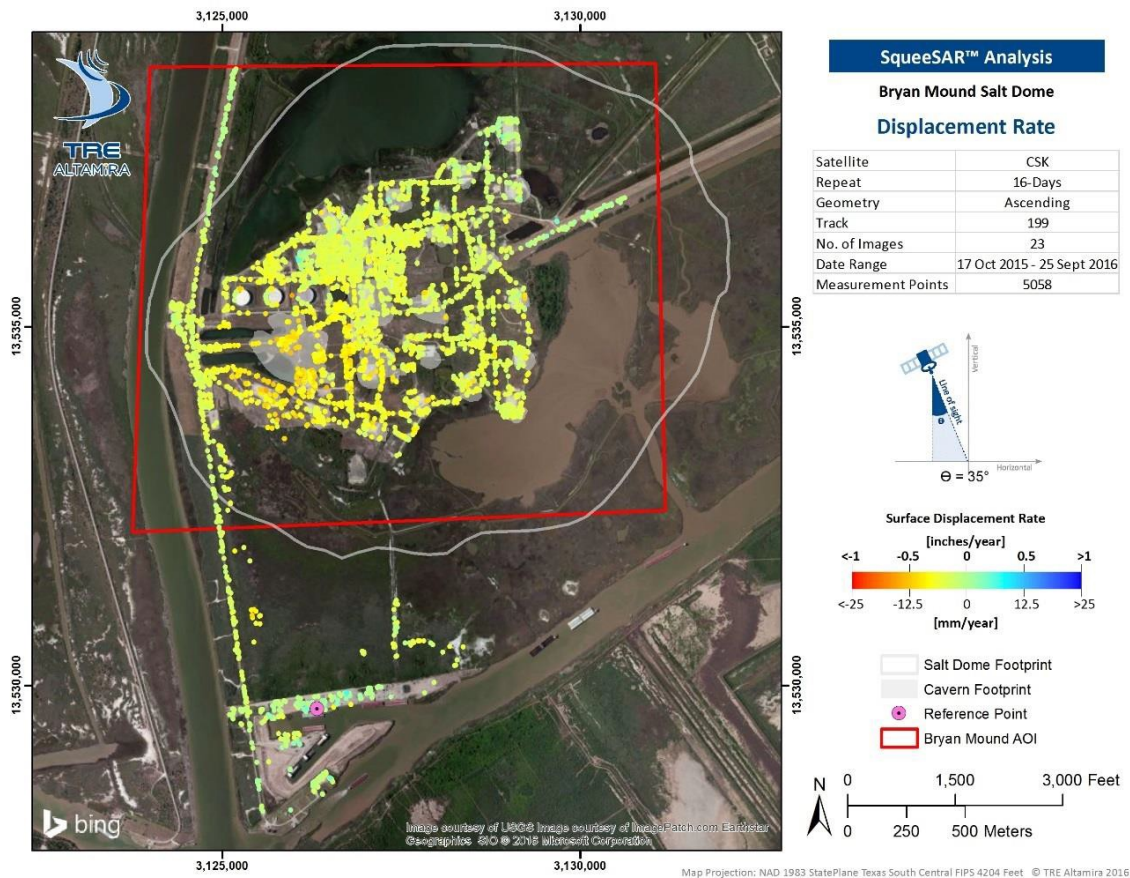 3,125,000
3,130,000
TRE
ALTAMIRA
13,535,000
13,535,000
13,530,000
13,530,000
bing
Image courtesy of USGS Image courtesy of ImagePatch.com Earthstar
Geographics SIO © 2016 Microsoft Corporation
3,125,000
3,130,000
SqueeSAR™ Analysis
Bryan Mound Salt Dome
Displacement Rate
Satellite CSK
Repeat 16-Days
Geometry Ascending
Track 199
No. of Images 23
Date Range 17 Oct 2015 - 25 Sept 2016
Measurement Points 5058
Vertical
Line of sight
Θ
Horizontal
Θ = 35°
Surface Displacement Rate
[inches/year]
<-1 -0.5 0 0.5 >1
<-25 -12.5 0 12.5 >25
[mm/year]
Salt Dome Footprint
Cavern Footprint
Reference Point
Bryan Mound AOI
N
0 1,500 3,000 Feet
0 250 500 Meters
Map Projection: NAD 1983 StatePlane Texas South Central FIPS 4204 Feet © TRE Altamira 2016